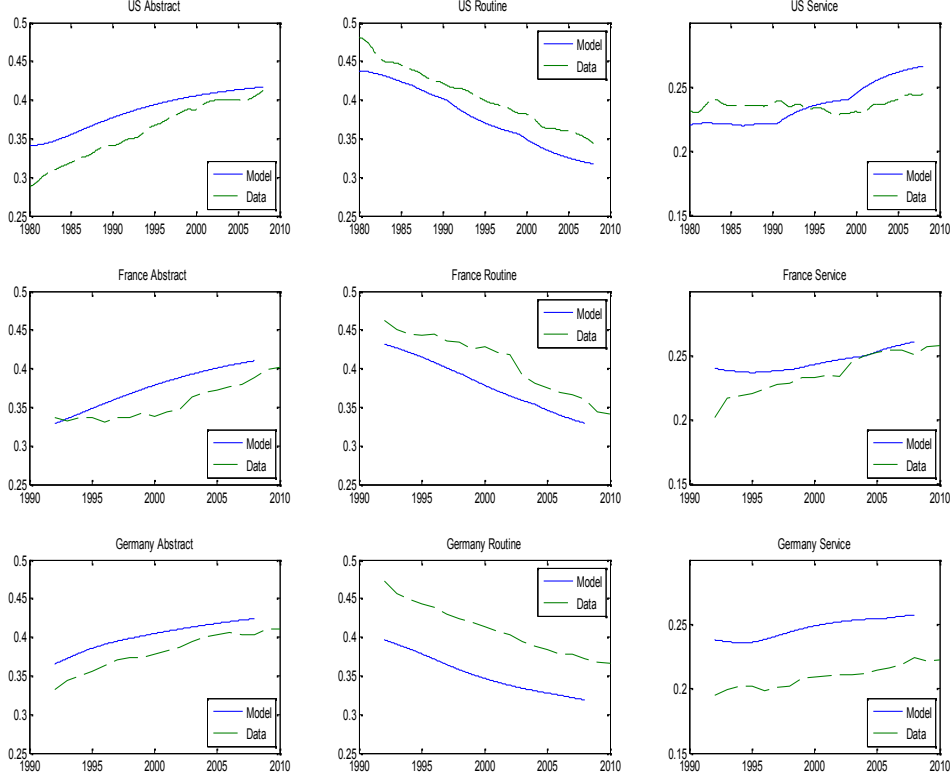 US Abstract
0.5
0.45
0.4
0.35
0.3
0.25
1980 1985 1990 1995 2000 2005 2010
Model
Data
US Routine
0.5
0.45
0.4
0.35
0.3
0.25
1980 1985 1990 1995 2000 2005 2010
Model
Data
US Service
0.25
0.2
0.15
1980 1985 1990 1995 2000 2005 2010
Model
Data
France Abstract
0.5
0.45
0.4
0.35
0.3
0.25
1990 1995 2000 2005 2010
Model
Data
France Routine
0.5
0.45
0.4
0.35
0.3
0.25
1990 1995 2000 2005 2010
Model
Data
France Service
0.25
0.2
0.15
1990 1995 2000 2005 2010
Model
Data
Germany Abstract
0.5
0.45
0.4
0.35
0.3
0.25
1990 1995 2000 2005 2010
Model
Data
Germany Routine
0.5
0.45
0.4
0.35
0.3
0.25
1990 1995 2000 2005 2010
Model
Data
Germany Service
0.25
0.2
0.15
1990 1995 2000 2005 2010
Model
Data